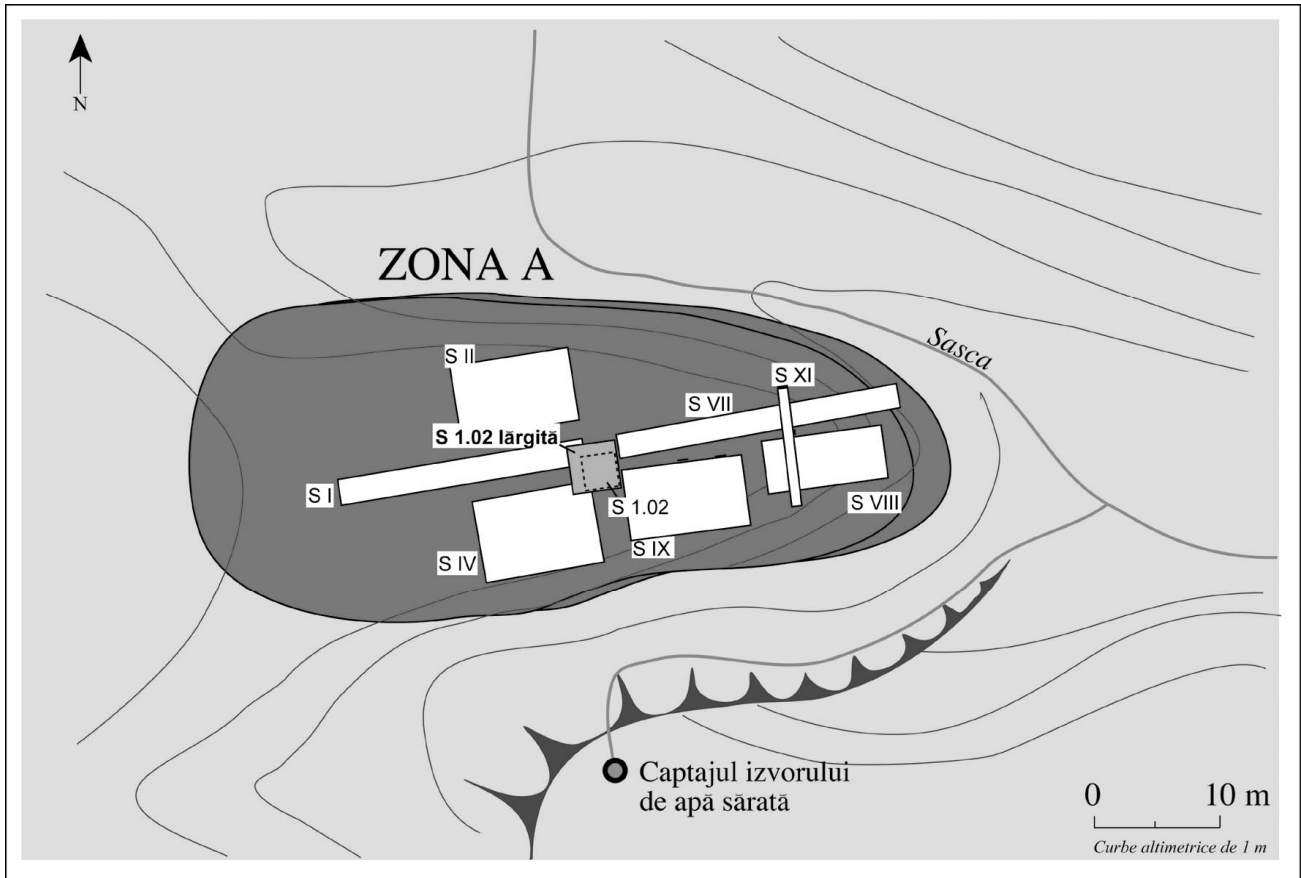 N
ZONA A
Sasca
S II
S XI
S VII
S 1.02 lărgită
S I
S 1.02
S VIII
S IX
S IV
Captajul izvorului
de apă sărată
0 10 m
Curbe altimetrice de 1 m